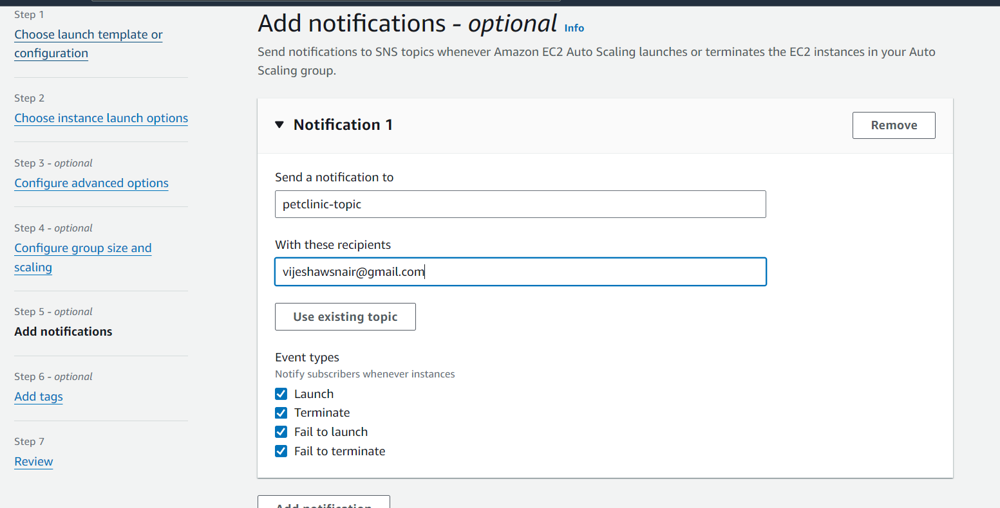 Step 1
Choose launch template or
configuration
Step 2
Choose instance launch options
Step 3 - optional
Configure advanced options
Step 4 - optional
Configure group size and
scaling
Step 5 - optional
Add notifications
Step 6 - optional
Add tags
Step 7
Review
Add notifications - optional Info
Send notifications to SNS topics whenever Amazon EC2 Auto Scaling launches or terminates the EC2 instances in your Auto
Scaling group.
Notification 1
Remove
Send a notification to
petclinic-topic
With these recipients
vijeshawsnair@gmail.com
Use existing topic
Event types
Notify subscribers whenever instances
Launch
Terminate
Fail to launch
Fail to terminate
Add notification